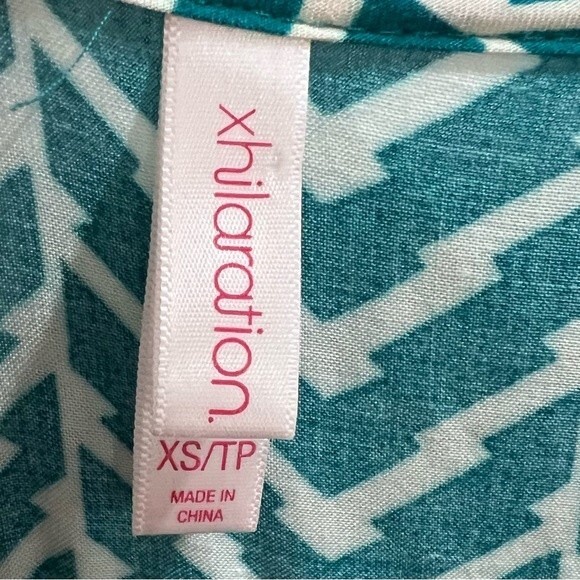 xhilaration.
XS/TP
MADE IN
CHINA